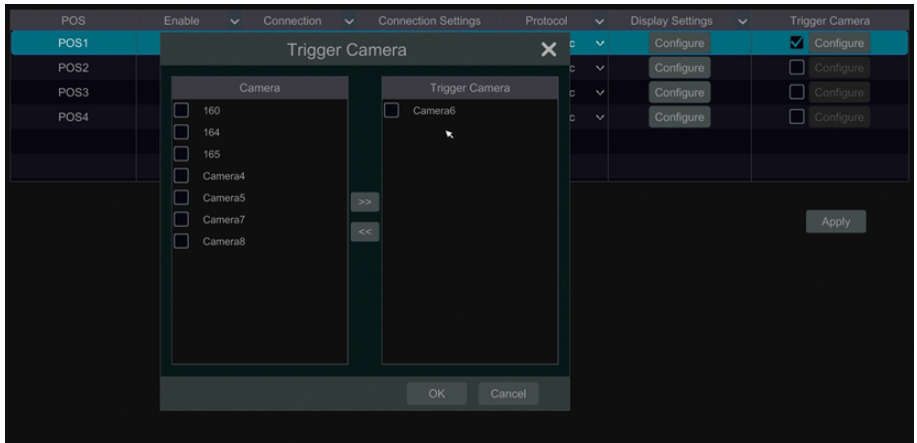 POS Enable Connection Connection Settings Protocol Display Settings Trigger Camera
POS1 c Configure Configure
Trigger Camera
POS2 c Configure Configure
POS3 c Configure Configure
POS4 c Configure Configure
Camera Trigger Camera
160 Camera6
164
165
Camera4
Camera5
>>
Camera7
<<
Camera8
Apply
OK Cancel